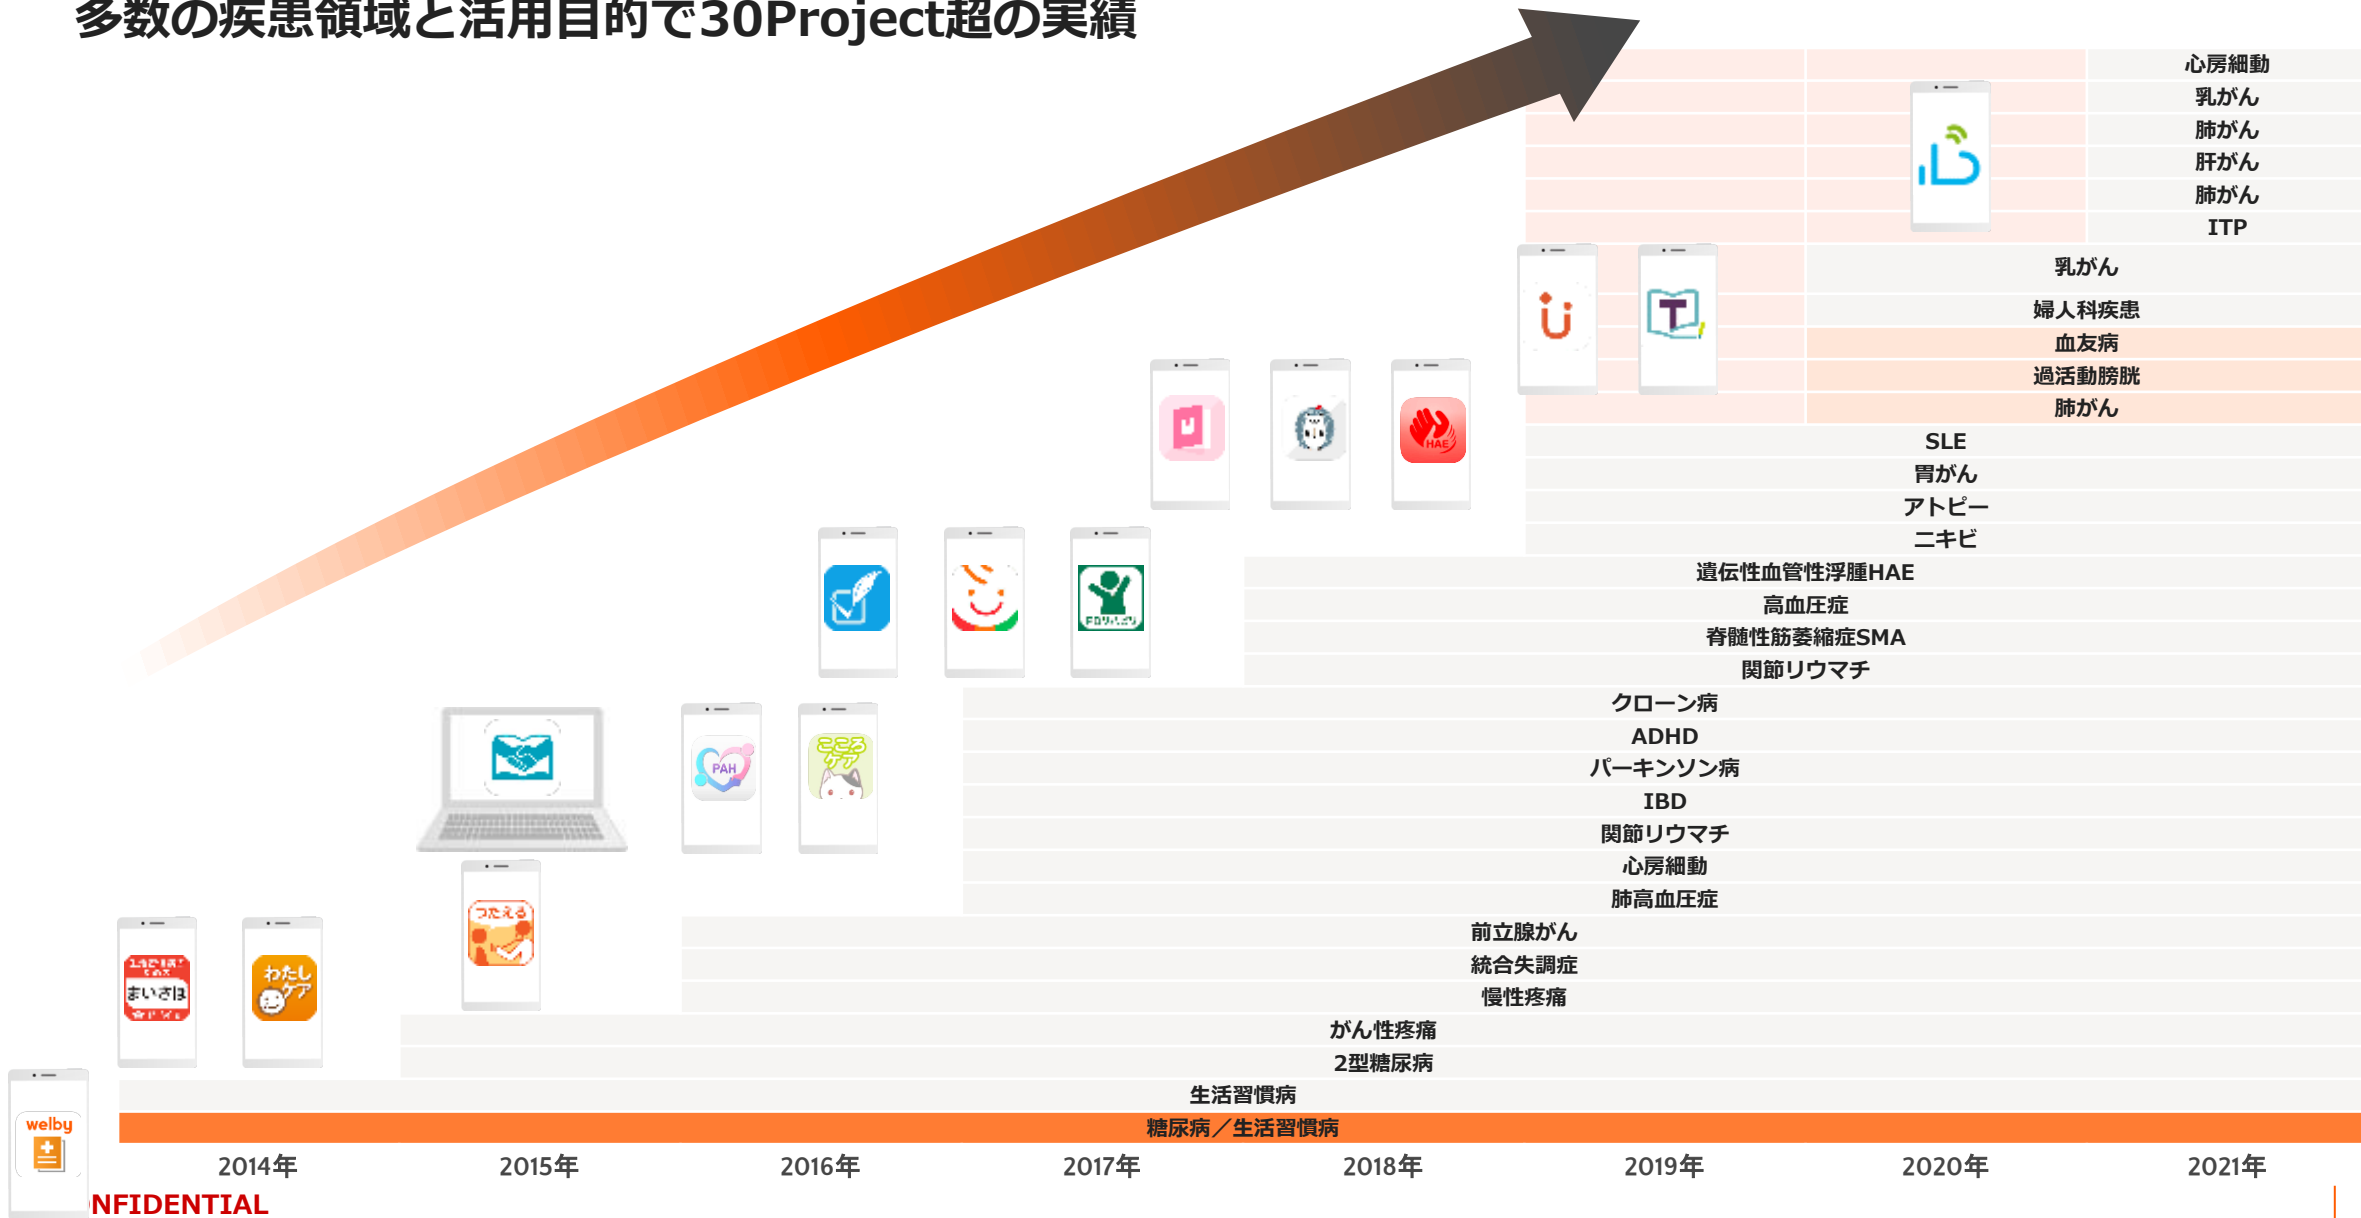 多数の疾患領域と活用目的で30Project超の実績
心房細動
乳がん
肺がん
肝がん
肺がん
ITP
乳がん
婦人科疾患
血友病
過活動膀胱
肺がん
SLE
胃がん
アトピー
ニキビ
HAE
遺伝性血管性浮腫HAE
高血圧症
脊髄性筋萎縮症SMA
関節リウマチ
クローン病
ADHD
パーキンソン病
IBD
関節リウマチ
心房細動
肺高血圧症
PAH
こころ
ケア
前立腺がん
統合失調症
慢性疼痛
つたえる
がん性疼痛
2型糖尿病
まいさぽ
わたし
ケア
生活習慣病
糖尿病／生活習慣病
welby
2014年
2015年
2016年
2017年
2018年
2019年
2020年
2021年
NFIDENTIAL